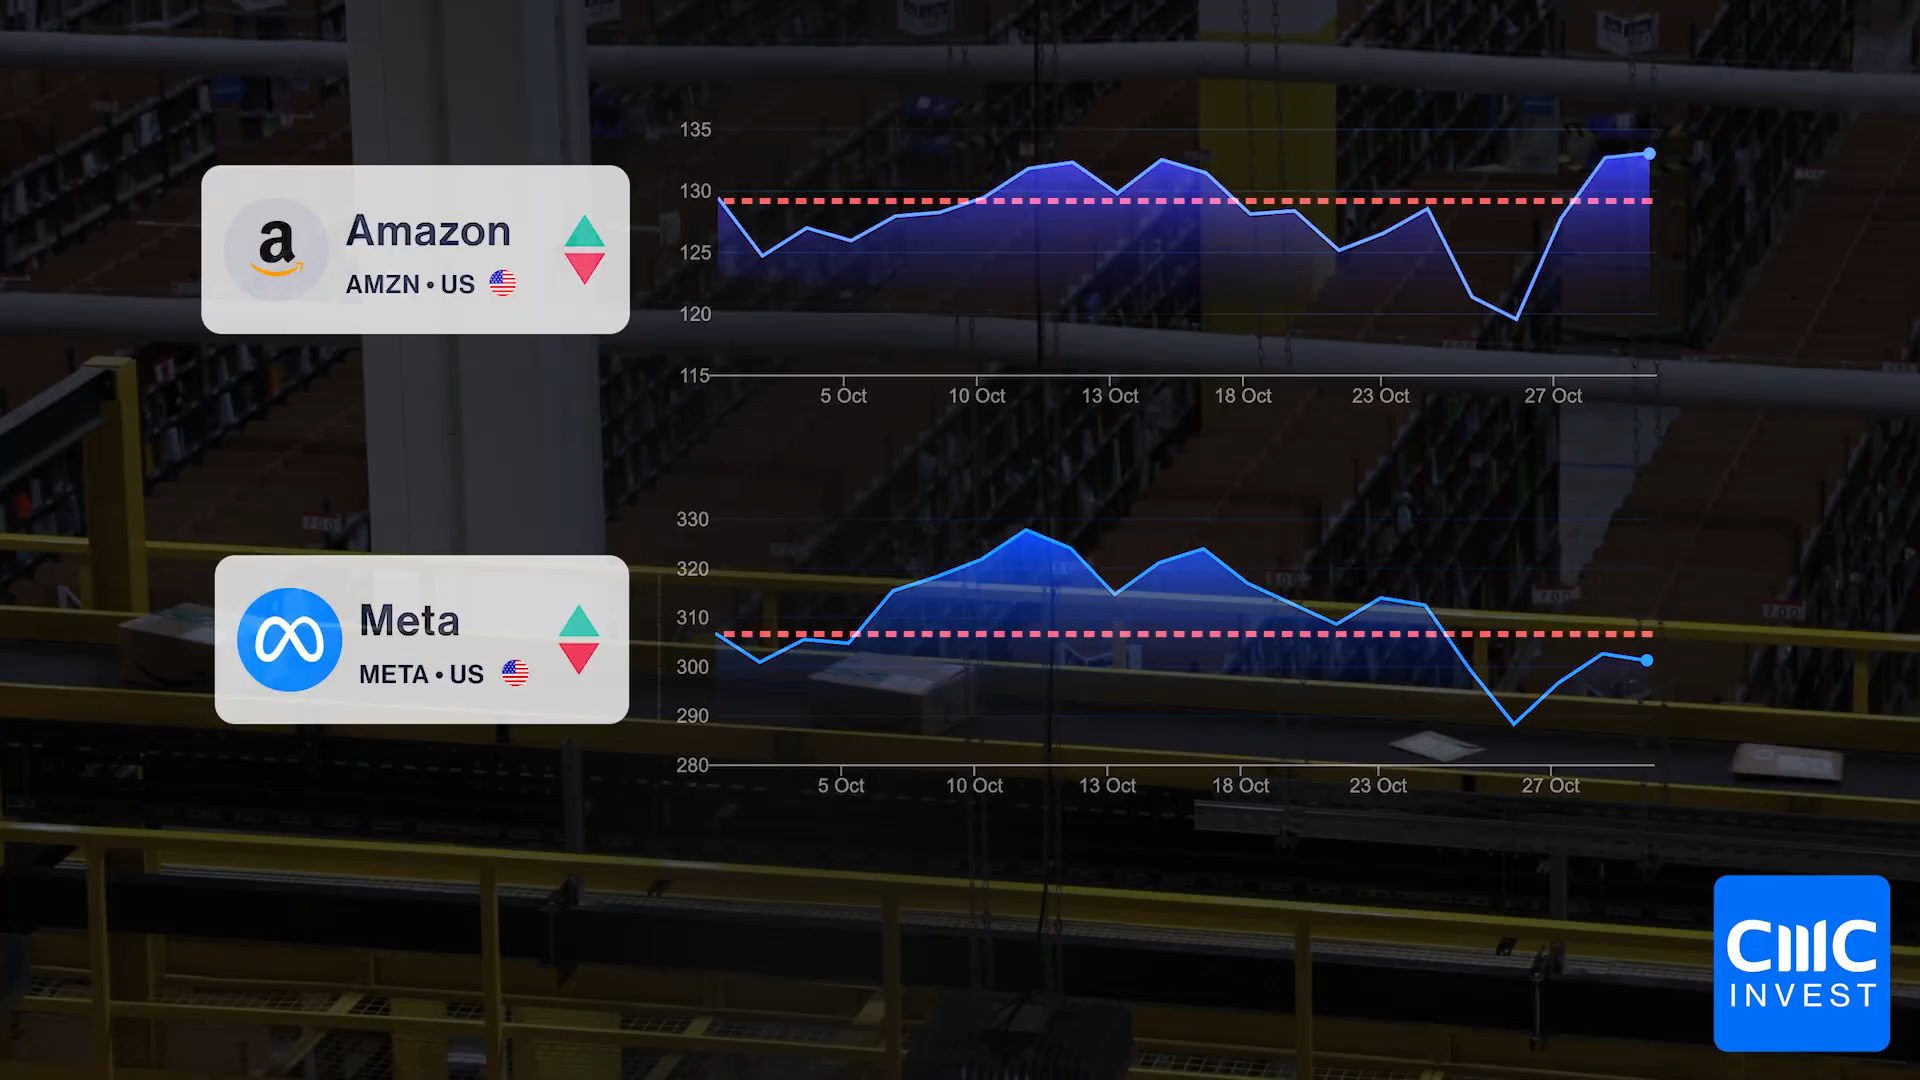 135
130
125
120
115
5 Oct 10 Oct 13 Oct 18 Oct 23 Oct 27 Oct
a
Amazon
AMZN • US
330
320
310
300
290
280
5 Oct 10 Oct 13 Oct 18 Oct 23 Oct 27 Oct
Meta
META • US
700
CMC
INVEST